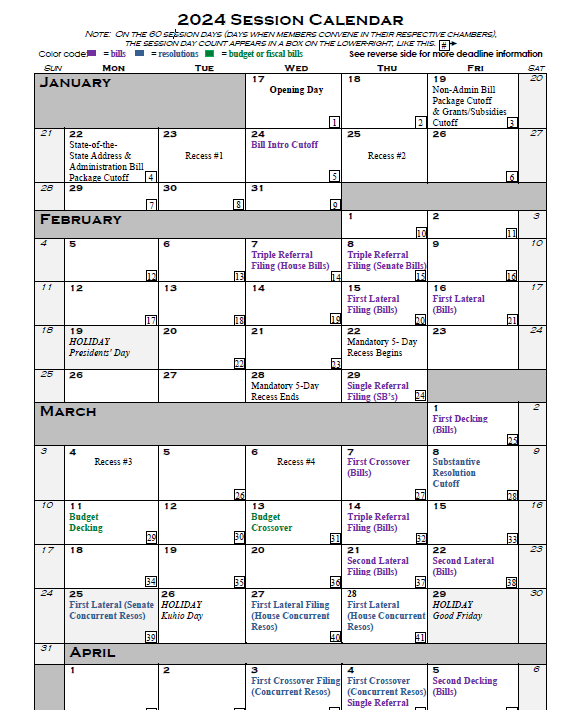 2024 SESSION CALENDAR
NOTE: ON THE 60 SESSION DAYS (DAYS WHEN MEMBERS CONVENE IN THEIR RESPECTIVE CHAMBERS),
THE SESSION DAY COUNT APPEARS IN A BOX ON THE LOWER-RIGHT, LIKE THIS. #
Color code: = bills = resolutions = budget or fiscal bills See reverse side for more deadline information
SUN MON TUE WED THU FRI SAT
JANUARY 17 18 19 20
Opening Day Non-Admin Bill
Package Cutoff
& Grants/Subsidies
Cutoff
1 2 3
21 22 23 24 25 26 27
State-of-the- Bill Intro Cutoff
State Address & Recess #1 Recess #2
Administration Bill
Package Cutoff 4 5 6
28 29 30 31
7 8 9
FEBRUARY 1 2 3
10 11
4 5 6 7 8 9 10
Triple Referral Triple Referral
Filing (House Bills) Filing (Senate Bills)
12 13 14 15 16
11 12 13 14 15 16 17
First Lateral First Lateral
Filing (Bills) (Bills)
17 18 19 20 21
18 19 20 21 22 23 24
HOLIDAY Mandatory 5- Day
Presidents' Day Recess Begins
22 23
25 26 27 28 29
Mandatory 5-Day Single Referral
Recess Ends Filing (SB's) 24
MARCH 1 2
First Decking
(Bills)
25
3 4 5 6 7 8 9
Recess #3 Recess #4 First Crossover Substantive
(Bills) Resolution
Cutoff
26 27 28
10 11 12 13 14 15 16
Budget Budget Triple Referral
Decking Crossover Filing (Bills)
29 30 31 32 33
17 18 19 20 21 22 23
Second Lateral Second Lateral
Filing (Bills) (Bills)
34 35 36 37 38
24 25 26 27 28 29 30
First Lateral (Senate HOLIDAY First Lateral Filing First Lateral HOLIDAY
Concurrent Resos) Kuhio Day (House Concurrent (House Concurrent Good Friday
Resos) Resos)
39 40 41
31 APRIL
1 2 3 4 5 6
First Crossover Filing First Crossover Second Decking
(Concurrent Resos) (Concurrent Resos) (Bills)
Single Referral